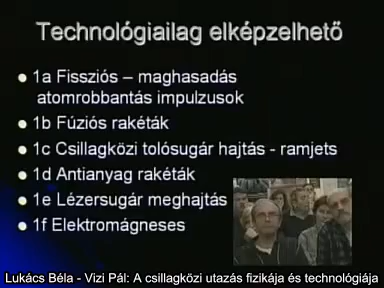 Technológiailag elképzelhető
1a Fissziós – maghasadás
atomrobbantás impulzusok
1b Fúziós rakéták
1c Csillagközi tolósugár hajtás - ramjets
1d Antianyag rakéták
1e Lézersugár meghajtás
1f Elektromágneses
Lukács Béla - Vizi Pál: A csillagközi utazás fizikája és technológiája